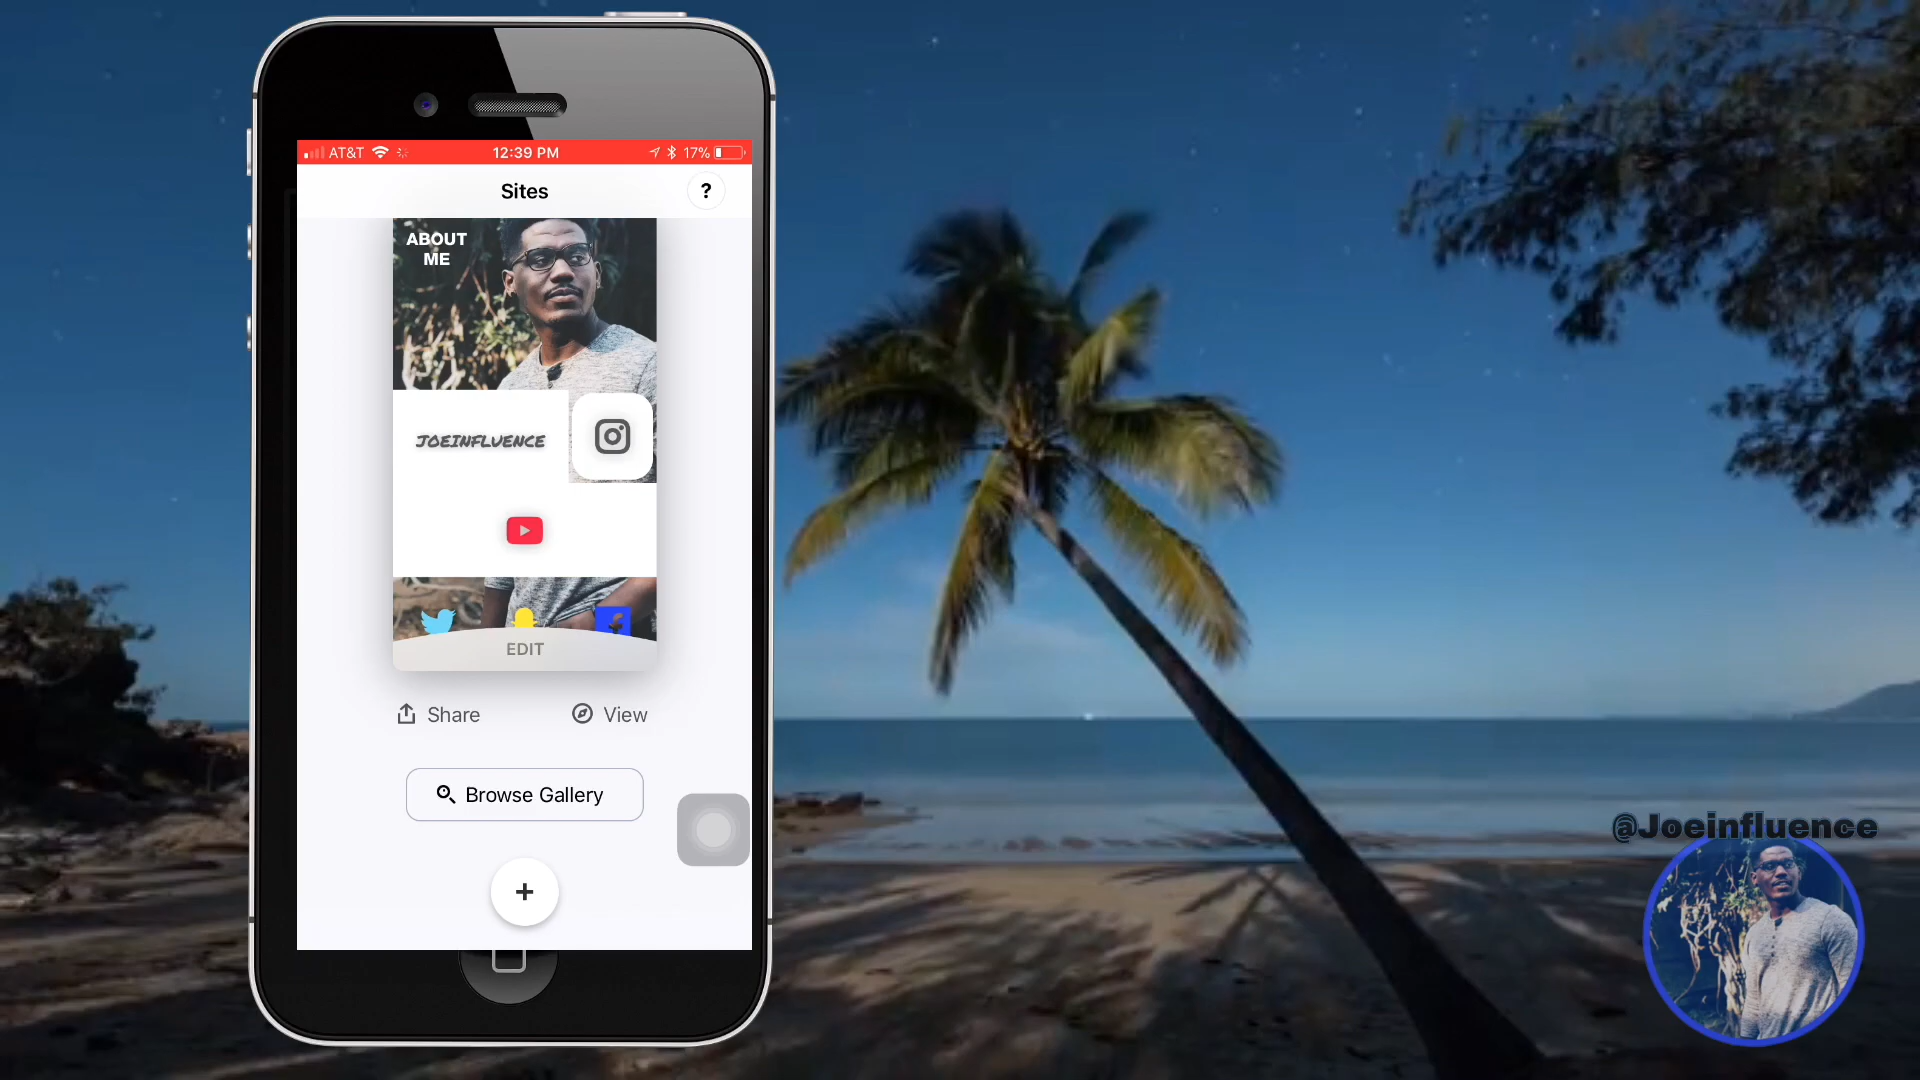 AT&T
12:39 PM
17%
Sites
?
ABOUT
ME
JOEINFLUENCE
EDIT
Share
View
Browse Gallery
+
@Joeinfluence